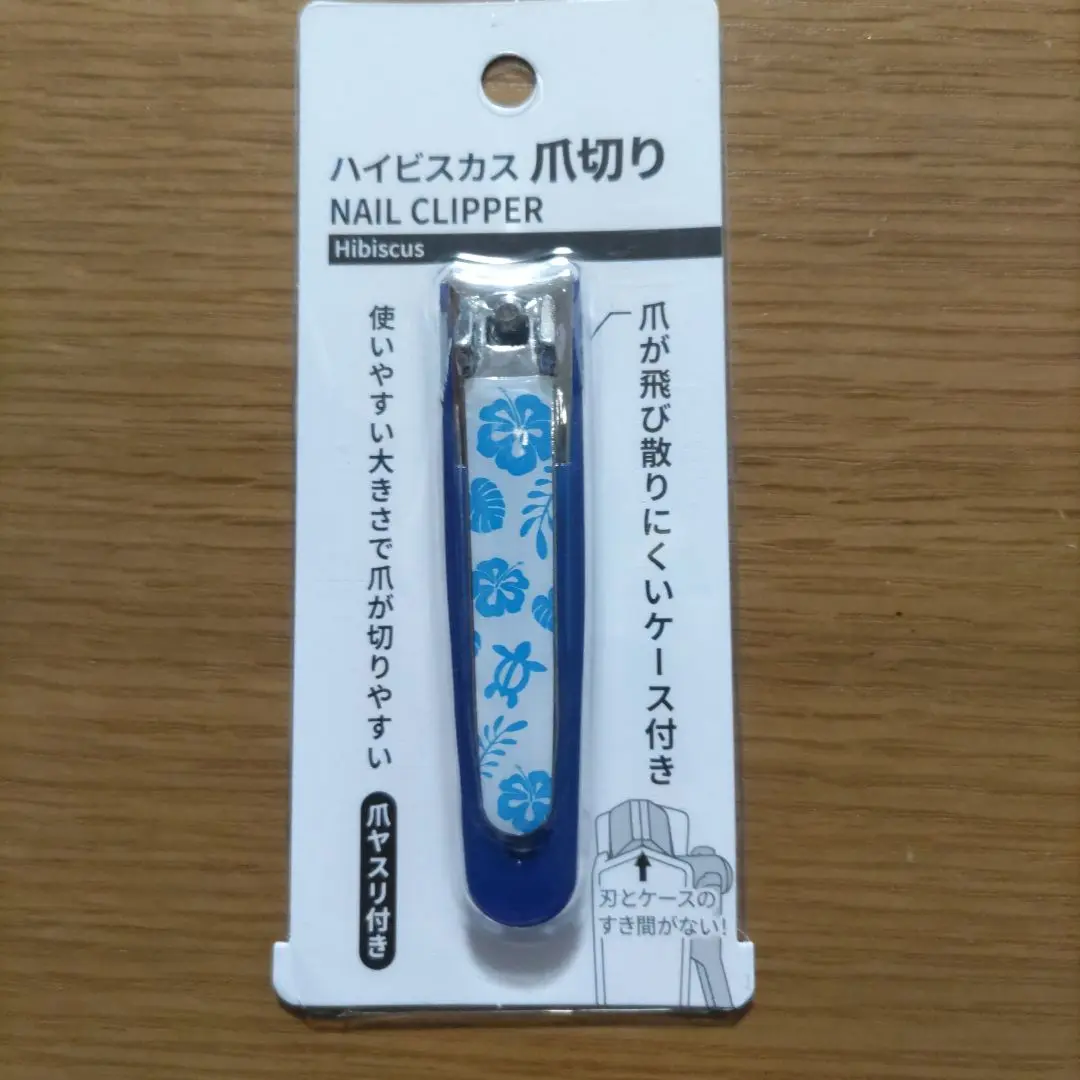 ハイビスカス 爪切り
NAIL CLIPPER
Hibiscus
爪が飛び散りにくいケース付き
使いやすい大きさで爪が切りやすい
爪ヤスリ付き
刃とケースの
すき間がない!